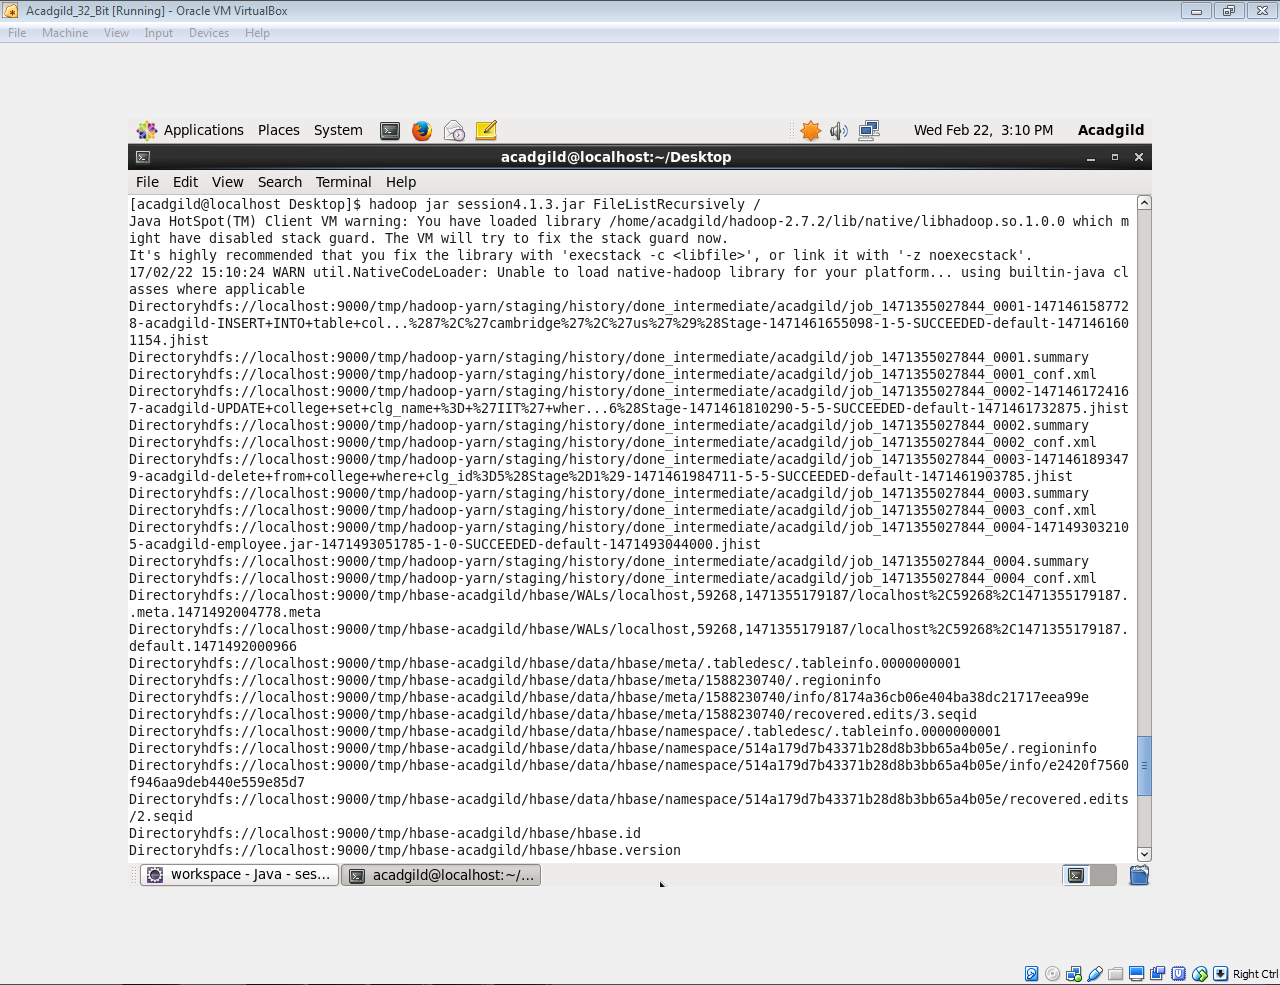 Acadgild_32_Bit [Running] - Oracle VM VirtualBox
File Machine View Input Devices Help
Applications Places System Wed Feb 22, 3:10 PM Acadgild
acadgild@localhost:~/Desktop
File Edit View Search Terminal Help
[acadgild@localhost Desktop]$ hadoop jar session4.1.3.jar FileListRecursively /
Java HotSpot(TM) Client VM warning: You have loaded library /home/acadgild/hadoop-2.7.2/lib/native/libhadoop.so.1.0.0 which m
ight have disabled stack guard. The VM will try to fix the stack guard now.
It's highly recommended that you fix the library with 'execstack -c <libfile>', or link it with '-z noexecstack'.
17/02/22 15:10:24 WARN util.NativeCodeLoader: Unable to load native-hadoop library for your platform... using builtin-java cl
asses where applicable
Directoryhdfs://localhost:9000/tmp/hadoop-yarn/staging/history/done_intermediate/acadgild/job_1471355027844_0001-147146158772
8-acadgild-INSERT+INTO+table+col...%287%2C%27cambridge%27%2C%27us%27%29%28Stage-1471461655098-1-5-SUCCEEDED-default-147146160
1154.jhist
Directoryhdfs://localhost:9000/tmp/hadoop-yarn/staging/history/done_intermediate/acadgild/job_1471355027844_0001.summary
Directoryhdfs://localhost:9000/tmp/hadoop-yarn/staging/history/done_intermediate/acadgild/job_1471355027844_0001_conf.xml
Directoryhdfs://localhost:9000/tmp/hadoop-yarn/staging/history/done_intermediate/acadgild/job_1471355027844_0002-147146172416
7-acadgild-UPDATE+college+set+clg_name+%3D+%27IIT%27+wher...6%28Stage-1471461810290-5-5-SUCCEEDED-default-1471461732875.jhist
Directoryhdfs://localhost:9000/tmp/hadoop-yarn/staging/history/done_intermediate/acadgild/job_1471355027844_0002.summary
Directoryhdfs://localhost:9000/tmp/hadoop-yarn/staging/history/done_intermediate/acadgild/job_1471355027844_0002_conf.xml
Directoryhdfs://localhost:9000/tmp/hadoop-yarn/staging/history/done_intermediate/acadgild/job_1471355027844_0003-147146189347
9-acadgild-delete+from+college+where+clg_id%3D5%28Stage%2D1%29-1471461984711-5-5-SUCCEEDED-default-1471461903785.jhist
Directoryhdfs://localhost:9000/tmp/hadoop-yarn/staging/history/done_intermediate/acadgild/job_1471355027844_0003.summary
Directoryhdfs://localhost:9000/tmp/hadoop-yarn/staging/history/done_intermediate/acadgild/job_1471355027844_0003_conf.xml
Directoryhdfs://localhost:9000/tmp/hadoop-yarn/staging/history/done_intermediate/acadgild/job_1471355027844_0004-147149303210
5-acadgild-employee.jar-1471493051785-1-0-SUCCEEDED-default-1471493044000.jhist
Directoryhdfs://localhost:9000/tmp/hadoop-yarn/staging/history/done_intermediate/acadgild/job_1471355027844_0004.summary
Directoryhdfs://localhost:9000/tmp/hadoop-yarn/staging/history/done_intermediate/acadgild/job_1471355027844_0004_conf.xml
Directoryhdfs://localhost:9000/tmp/hbase-acadgild/hbase/WALs/localhost,59268,1471355179187/localhost%2C59268%2C1471355179187.
.meta.1471492004778.meta
Directoryhdfs://localhost:9000/tmp/hbase-acadgild/hbase/WALs/localhost,59268,1471355179187/localhost%2C59268%2C1471355179187.
default.1471492000966
Directoryhdfs://localhost:9000/tmp/hbase-acadgild/hbase/data/hbase/meta/.tabledesc/.tableinfo.0000000001
Directoryhdfs://localhost:9000/tmp/hbase-acadgild/hbase/data/hbase/meta/1588230740/.regioninfo
Directoryhdfs://localhost:9000/tmp/hbase-acadgild/hbase/data/hbase/meta/1588230740/info/8174a36cb06e404ba38dc21717eea99e
Directoryhdfs://localhost:9000/tmp/hbase-acadgild/hbase/data/hbase/meta/1588230740/recovered.edits/3.seqid
Directoryhdfs://localhost:9000/tmp/hbase-acadgild/hbase/data/hbase/namespace/.tabledesc/.tableinfo.0000000001
Directoryhdfs://localhost:9000/tmp/hbase-acadgild/hbase/data/hbase/namespace/514a179d7b43371b28d8b3bb65a4b05e/.regioninfo
Directoryhdfs://localhost:9000/tmp/hbase-acadgild/hbase/data/hbase/namespace/514a179d7b43371b28d8b3bb65a4b05e/info/e2420f7560
f946aa9deb440e559e85d7
Directoryhdfs://localhost:9000/tmp/hbase-acadgild/hbase/data/hbase/namespace/514a179d7b43371b28d8b3bb65a4b05e/recovered.edits
/2.seqid
Directoryhdfs://localhost:9000/tmp/hbase-acadgild/hbase/hbase.id
Directoryhdfs://localhost:9000/tmp/hbase-acadgild/hbase/hbase.version
workspace - Java - ses... acadgild@localhost:~/...
Right Ctrl